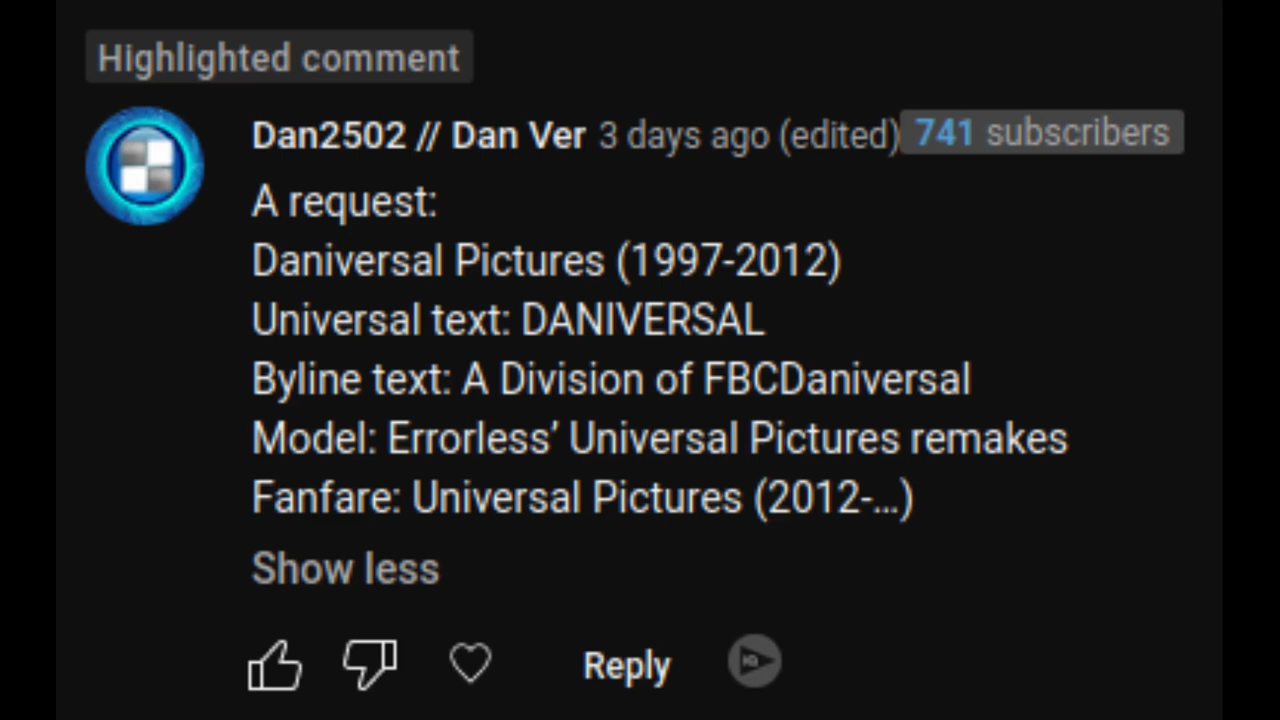 Highlighted comment
Dan2502 // Dan Ver 3 days ago (edited) 741 subscribers
A request:
Daniversal Pictures (1997-2012)
Universal text: DANIVERSAL
Byline text: A Division of FBCDaniversal
Model: Errorless’ Universal Pictures remakes
Fanfare: Universal Pictures (2012-...)
Show less
Reply